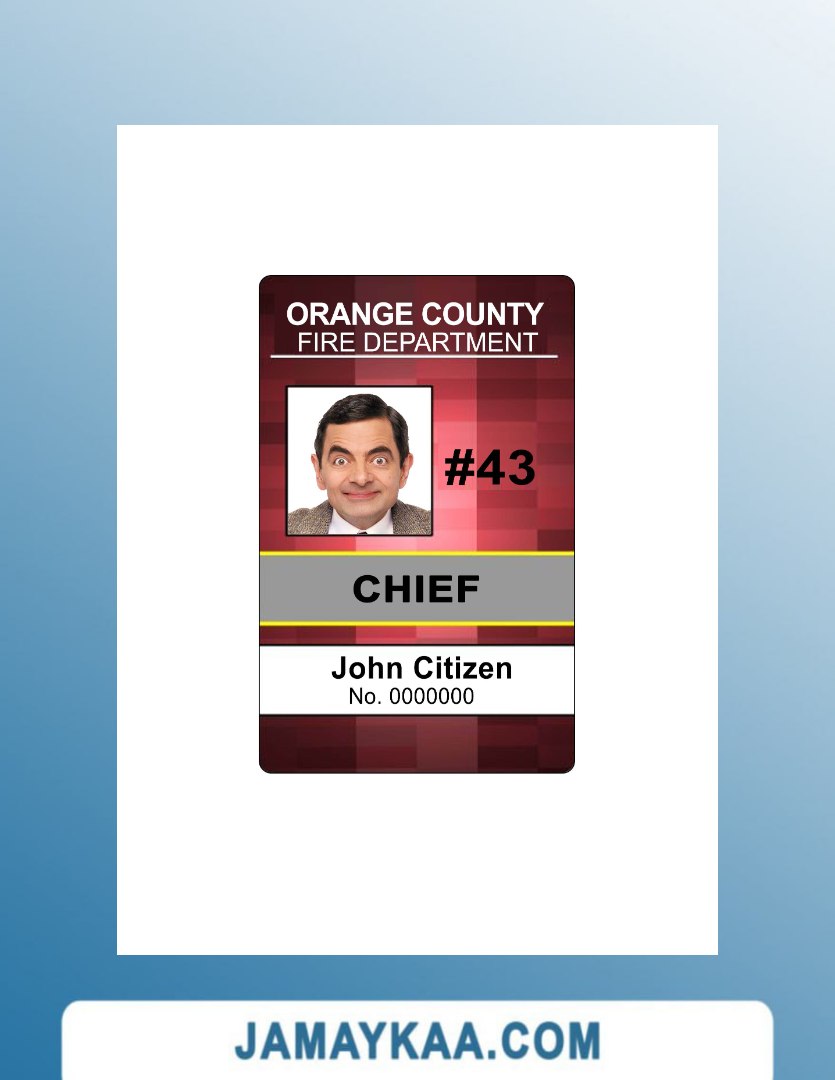 ORANGE COUNTY
FIRE DEPARTMENT
#43
CHIEF
John Citizen
No. 0000000
JAMAYKAA.COM